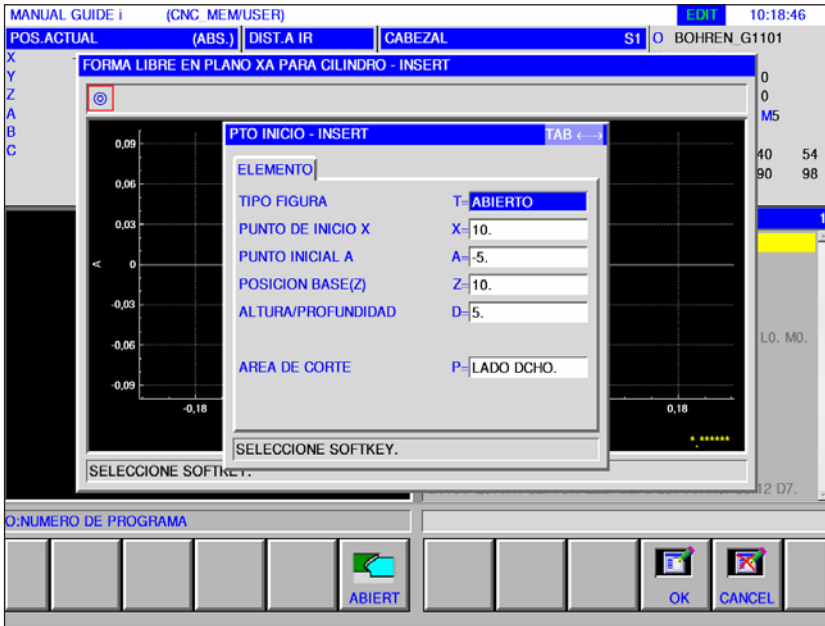 MANUAL GUIDE i (CNC_MEM/USER) EDIT 10:18:46
POS.ACTUAL (ABS.) DIST.A IR CABEZAL S1 O BOHREN_G1101
X
FORMA LIBRE EN PLANO XA PARA CILINDRO - INSERT
Y 0
Z 0
A M5
B
C 40 54
90 98
PTO INICIO - INSERT TAB ←→
ELEMENTO
TIPO FIGURA T= ABIERTO
PUNTO DE INICIO X X= 10.
PUNTO INICIAL A A= -5.
POSICION BASE(Z) Z= 10.
ALTURA/PROFUNDIDAD D= 5.
AREA DE CORTE P= LADO DCHO.
SELECCIONE SOFTKEY.
0,09
0,06
0,03
A 0
-0,03
-0,06
-0,09
-0,18 0,18
*.******
1
L0. M0.
SELECCIONE SOFTKEY.
12 D7.
O:NUMERO DE PROGRAMA
ABIERT OK CANCEL